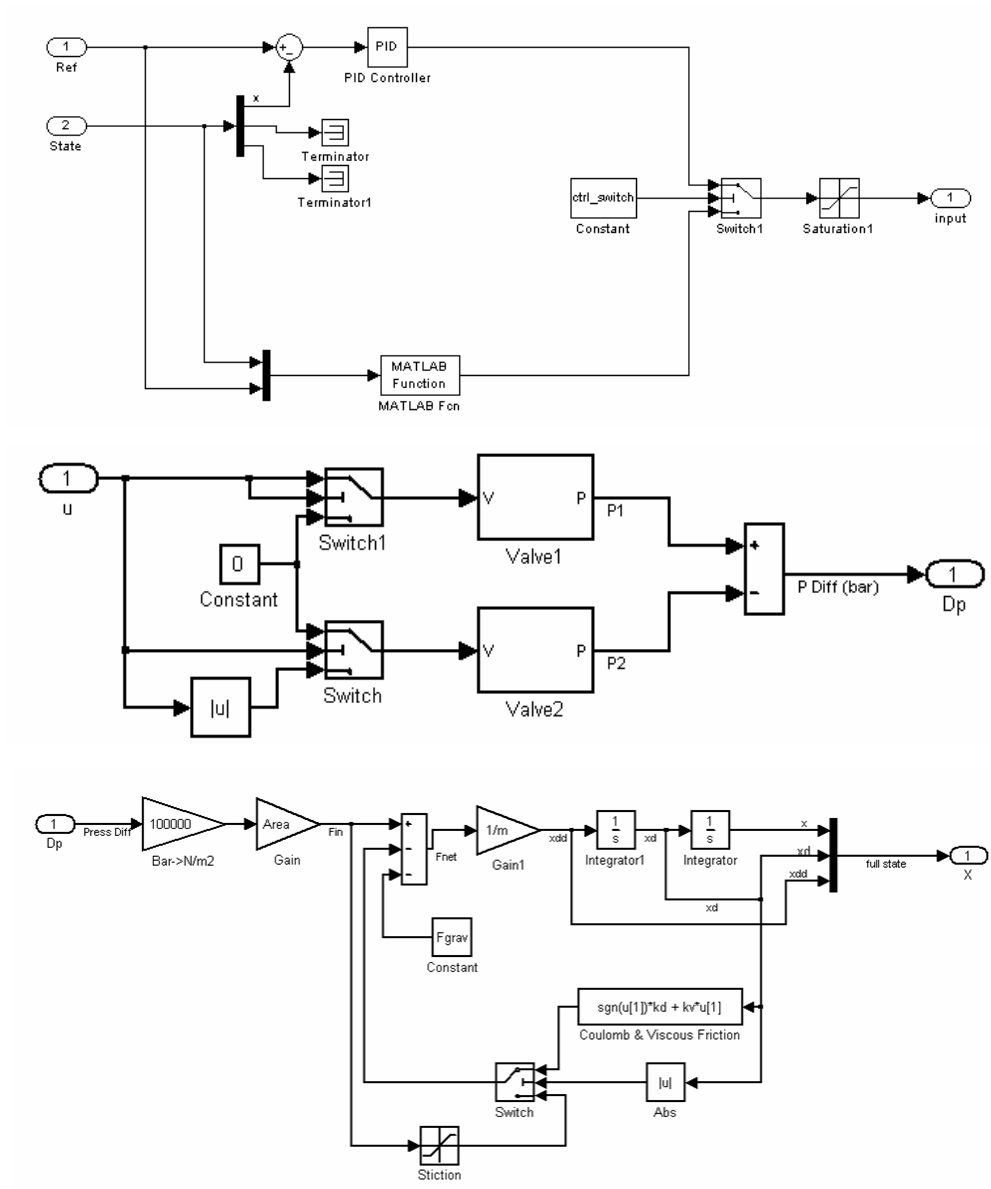 1
Ref
+
-
PID
PID Controller
2
State
x
Terminator
Terminator1
ctrl_switch
Constant
Switch1
Saturation1
1
input
MATLAB
Function
MATLAB Fcn
1
u
Switch1
V
P
P1
Valve1
0
Constant
+
-
P Diff (bar)
1
Dp
Switch
V
P
P2
Valve2
|u|
1
Dp
Press Diff
100000
Bar->N/m2
Area
Gain
Fin
+
-
-
Fnet
1/m
Gain1
xdd
1
s
Integrator1
xd
1
s
Integrator
x
xd
xdd
full state
1
X
xd
Fgrav
Constant
sgn(u[1])*kd + kv*u[1]
Coulomb & Viscous Friction
Switch
|u|
Abs
Stiction